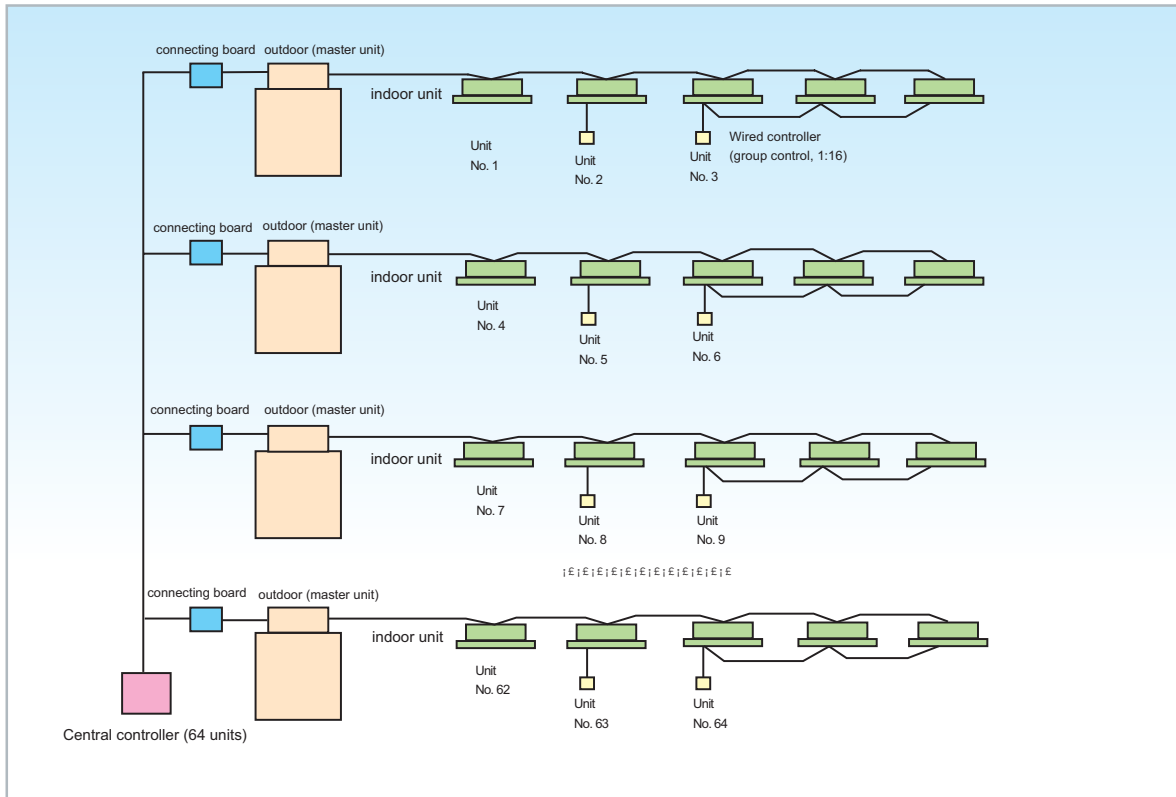 connecting board
outdoor (master unit)
indoor unit
Unit
No. 1
Unit
No. 2
Unit
No. 3
Wired controller
(group control, 1:16)
connecting board
outdoor (master unit)
indoor unit
Unit
No. 4
Unit
No. 5
Unit
No. 6
connecting board
outdoor (master unit)
indoor unit
Unit
No. 7
Unit
No. 8
Unit
No. 9
¡£¡£¡£¡£¡£¡£¡£¡£¡£¡£¡£¡£
connecting board
outdoor (master unit)
indoor unit
Unit
No. 62
Unit
No. 63
Unit
No. 64
Central controller (64 units)